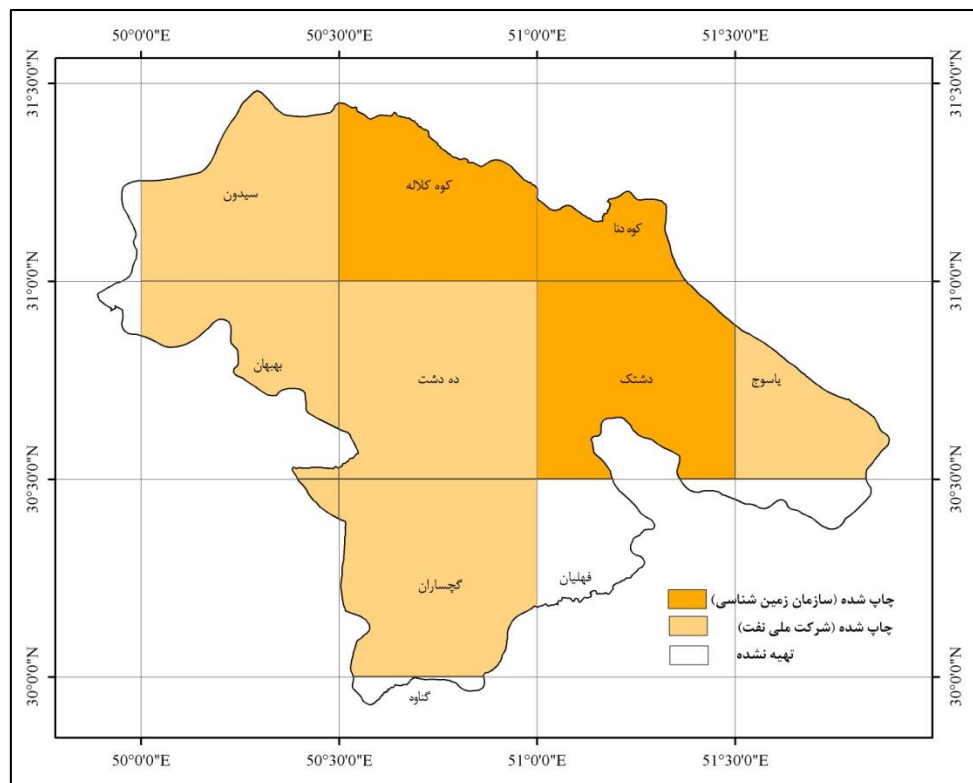 50°0'0"E 50°30'0"E 51°0'0"E 51°30'0"E
31°30'0"N 31°30'0"N
کوه کلاله
سیدون
کوه دنا
31°0'0"N 31°0'0"N
بهبهان
ده دشت
دشتک
یاسوج
30°30'0"N 30°30'0"N
گچساران
فهلیان
چاپ شده (سازمان زمین شناسی)
چاپ شده (شرکت ملی نفت)
تهیه نشده
30°0'0"N 30°0'0"N
گناوه
50°0'0"E 50°30'0"E 51°0'0"E 51°30'0"E